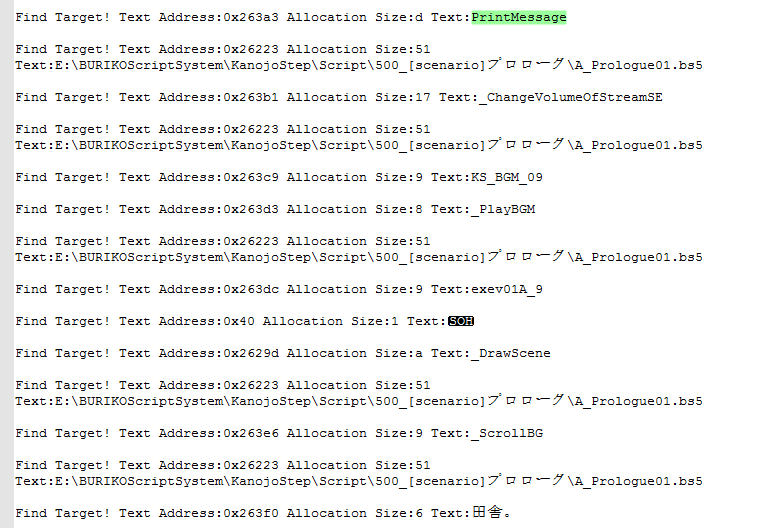 Find Target! Text Address:0x263a3 Allocation Size:d Text:PrintMessage
Find Target! Text Address:0x26223 Allocation Size:51
Text:E:\BURIKOScriptSystem\KanojoStep\Script\500_[scenario]プロローグ\A_Prologue01.bs5
Find Target! Text Address:0x263b1 Allocation Size:17 Text:_ChangeVolumeOfStreamSE
Find Target! Text Address:0x26223 Allocation Size:51
Text:E:\BURIKOScriptSystem\KanojoStep\Script\500_[scenario]プロローグ\A_Prologue01.bs5
Find Target! Text Address:0x263c9 Allocation Size:9 Text:KS_BGM_09
Find Target! Text Address:0x263d3 Allocation Size:8 Text:_PlayBGM
Find Target! Text Address:0x26223 Allocation Size:51
Text:E:\BURIKOScriptSystem\KanojoStep\Script\500_[scenario]プロローグ\A_Prologue01.bs5
Find Target! Text Address:0x263dc Allocation Size:9 Text:exev01A_9
Find Target! Text Address:0x40 Allocation Size:1 Text:SOH
Find Target! Text Address:0x2629d Allocation Size:a Text:_DrawScene
Find Target! Text Address:0x26223 Allocation Size:51
Text:E:\BURIKOScriptSystem\KanojoStep\Script\500_[scenario]プロローグ\A_Prologue01.bs5
Find Target! Text Address:0x263e6 Allocation Size:9 Text:_ScrollBG
Find Target! Text Address:0x26223 Allocation Size:51
Text:E:\BURIKOScriptSystem\KanojoStep\Script\500_[scenario]プロローグ\A_Prologue01.bs5
Find Target! Text Address:0x263f0 Allocation Size:6 Text:田舎。